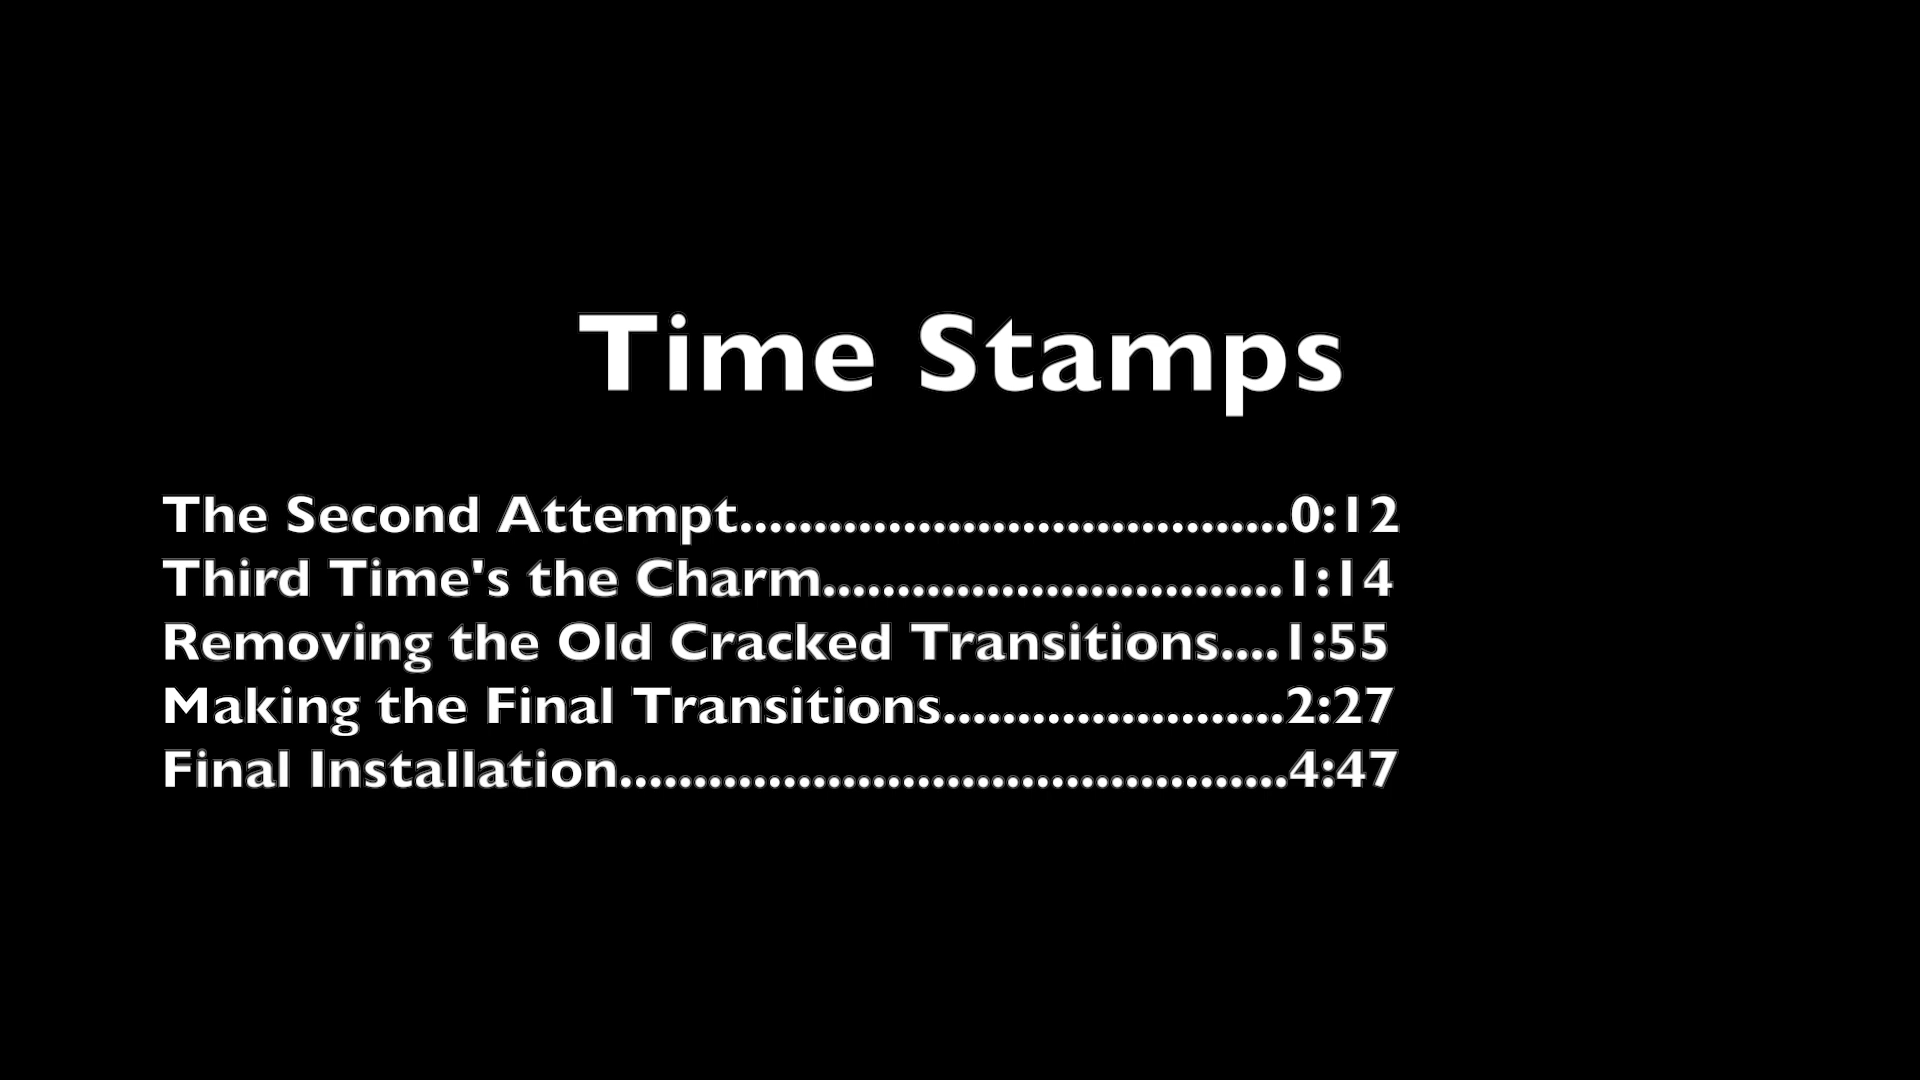 Time Stamps
The Second Attempt.....................................0:12
Third Time's the Charm...............................1:14
Removing the Old Cracked Transitions....1:55
Making the Final Transitions.......................2:27
Final Installation.............................................4:47